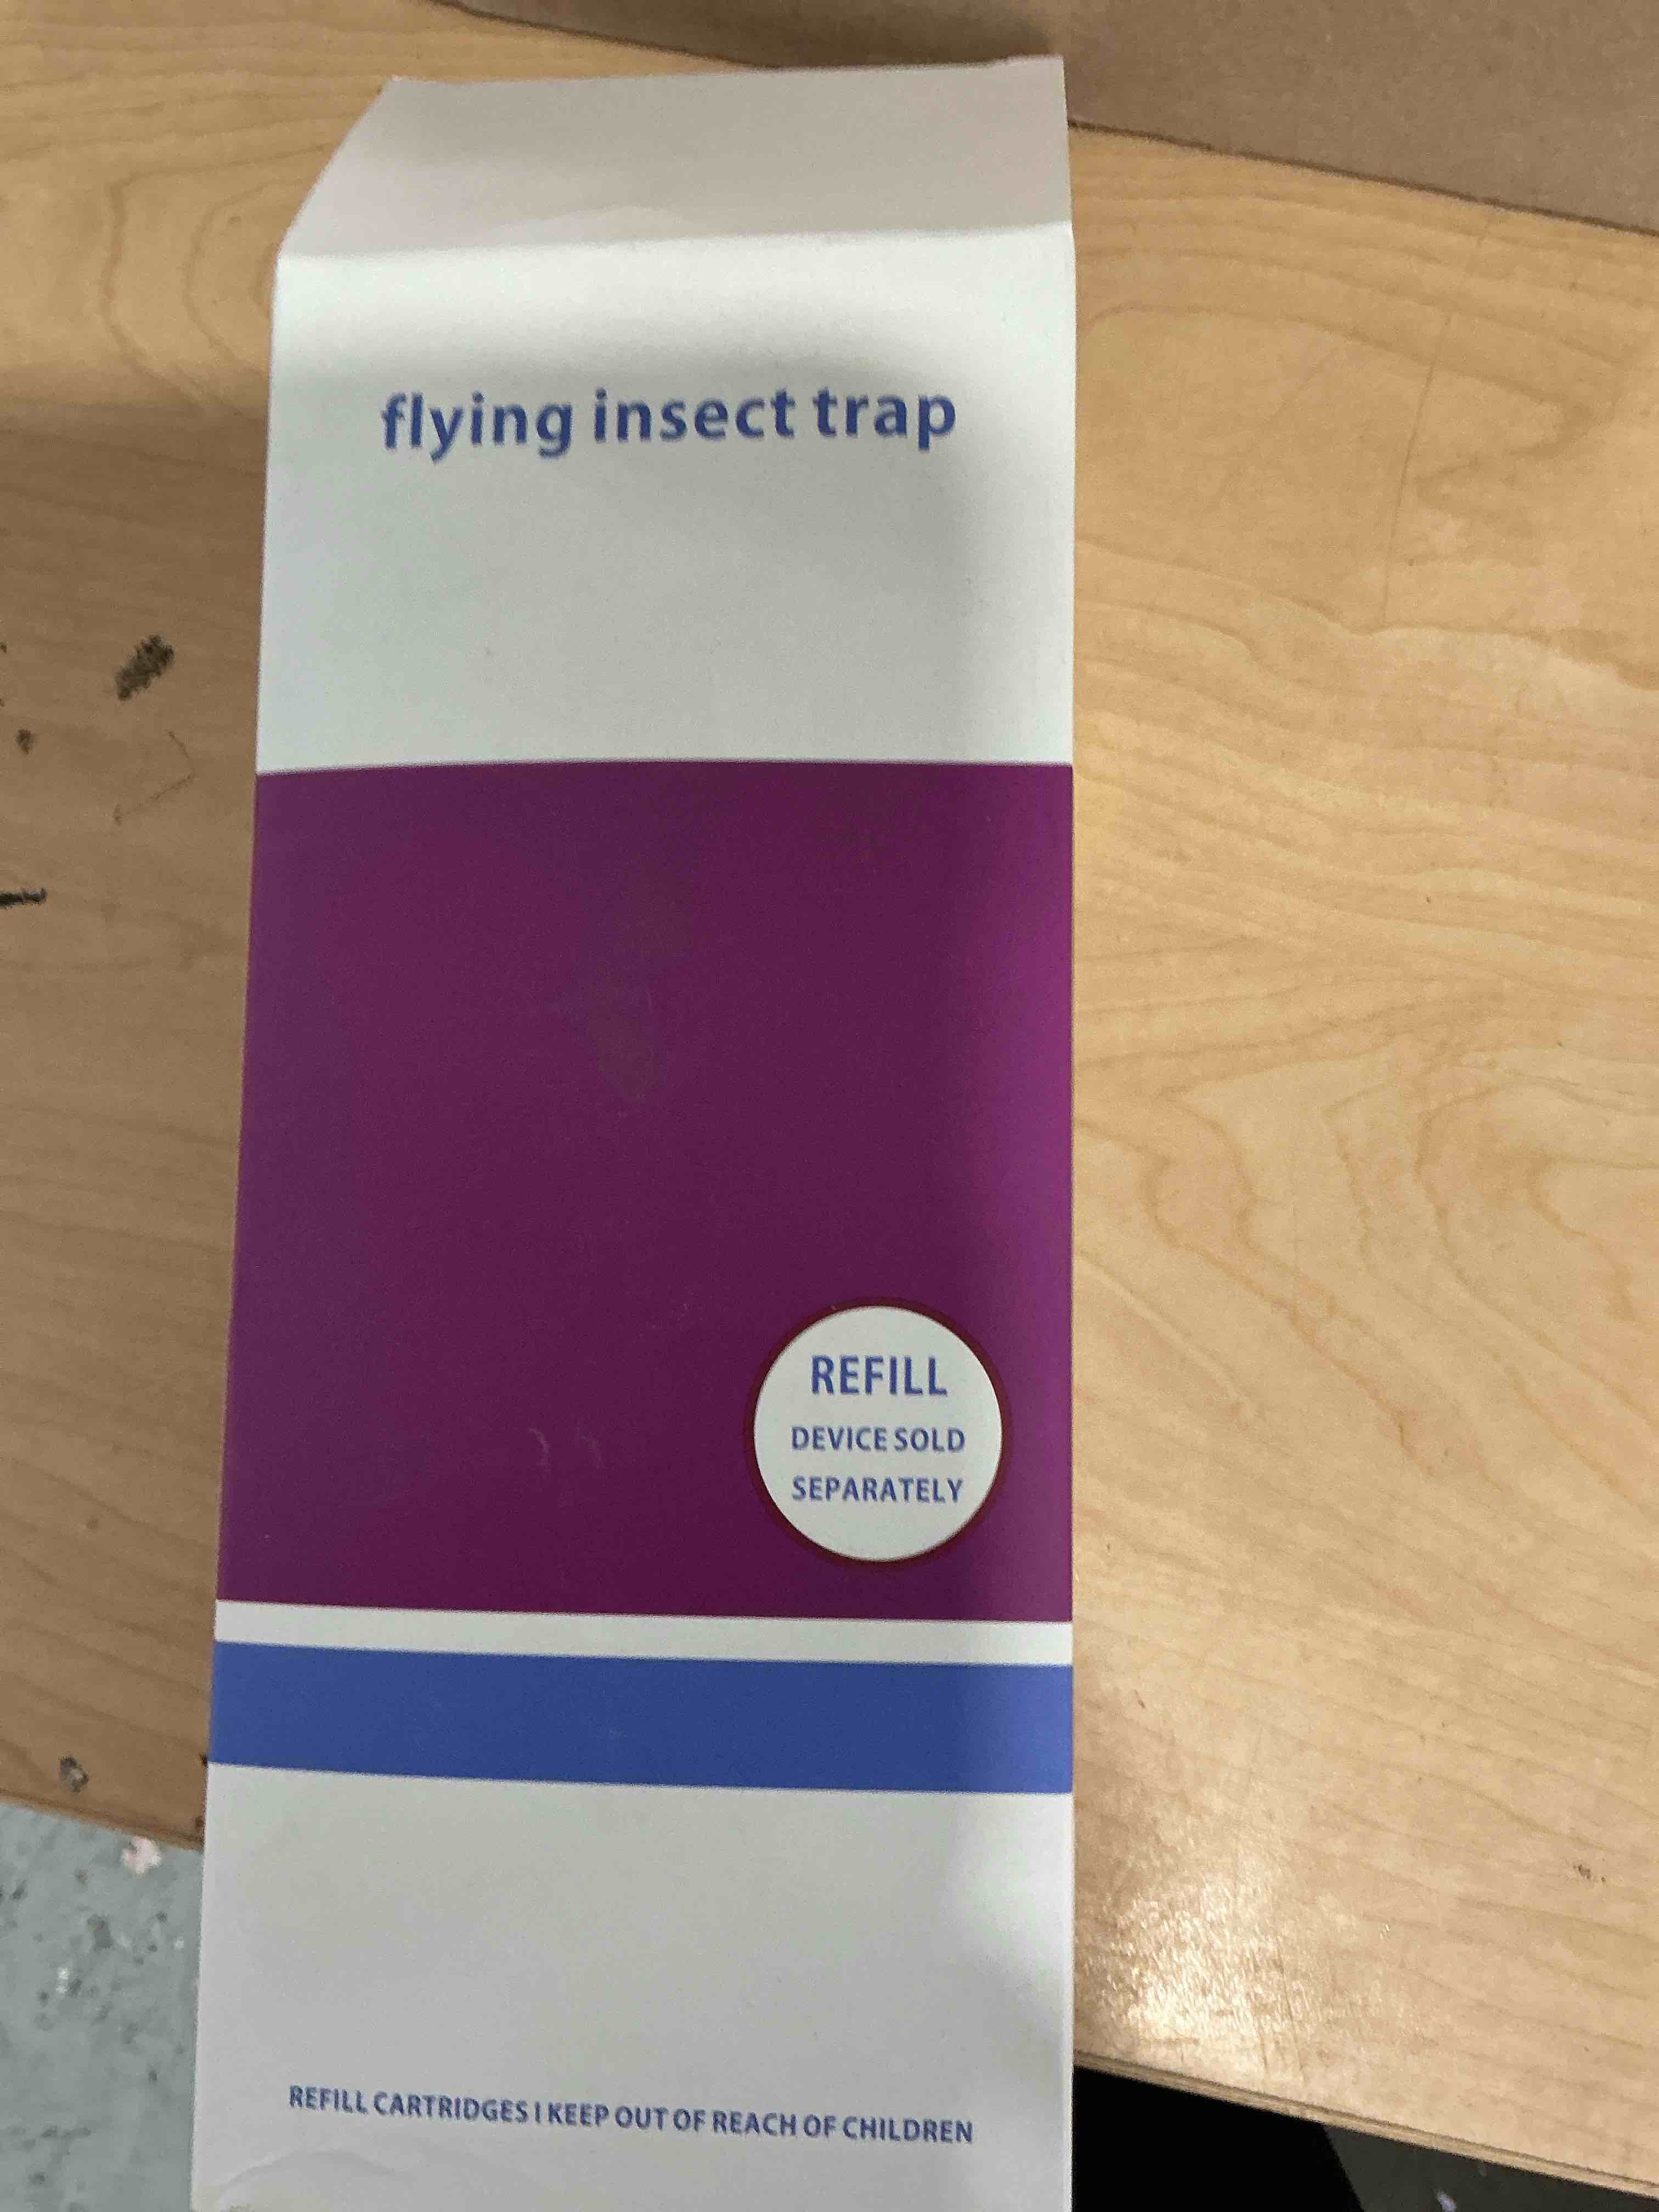 flying insect trap
REFILL
DEVICE SOLD
SEPARATELY
REFILL CARTRIDGES I KEEP OUT OF REACH OF CHILDREN